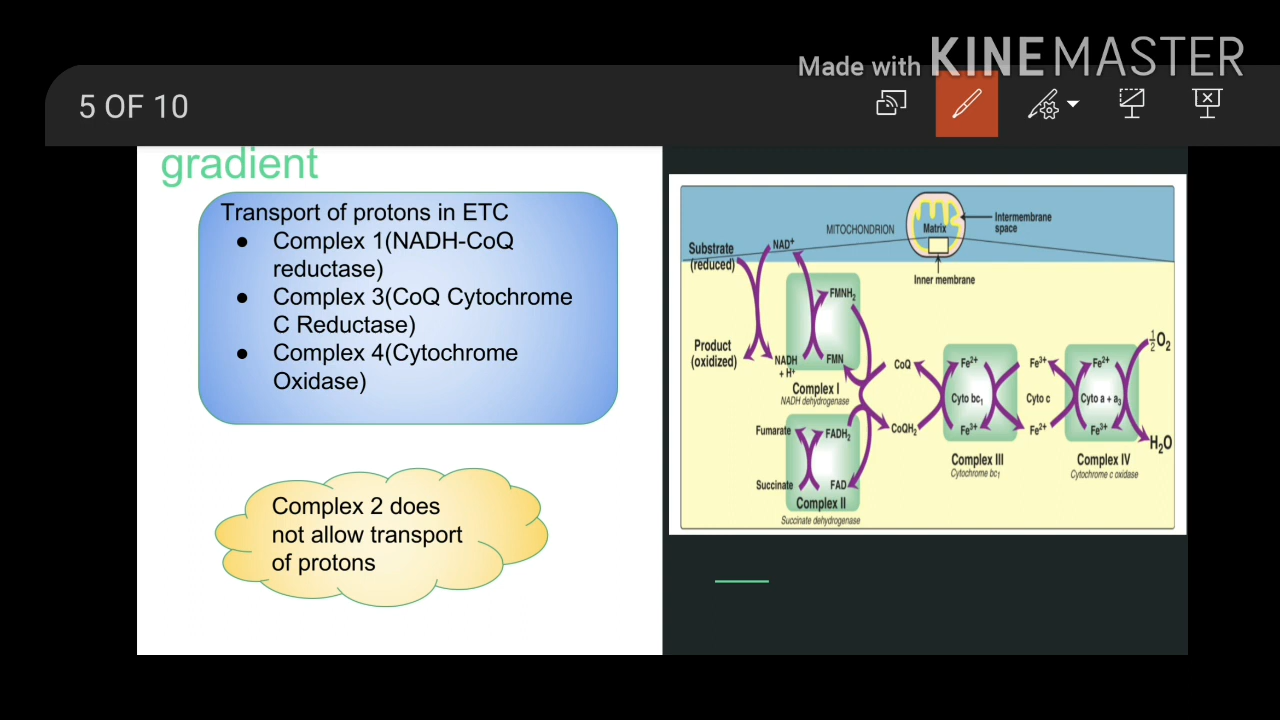 Made with KINEMASTER
5 OF 10
gradient
Transport of protons in ETC
● Complex 1(NADH-CoQ
reductase)
● Complex 3(CoQ Cytochrome
C Reductase)
● Complex 4(Cytochrome
Oxidase)
Complex 2 does
not allow transport
of protons
MITOCHONDRION
Matrix
Intermembrane
space
Inner membrane
Substrate
(reduced)
NAD⁺
Product
(oxidized)
NADH
+ H⁺
FMNH₂
FMN
Complex I
NADH dehydrogenase
Fumarate
FADH₂
Succinate
FAD
Complex II
Succinate dehydrogenase
CoQ
CoQH₂
Fe²⁺
Cyto bc₁
Fe³⁺
Complex III
Cytochrome bc₁
Fe³⁺
Cyto c
Fe²⁺
Fe²⁺
Cyto a + a₃
Fe³⁺
Complex IV
Cytochrome c oxidase
½O₂
H₂O